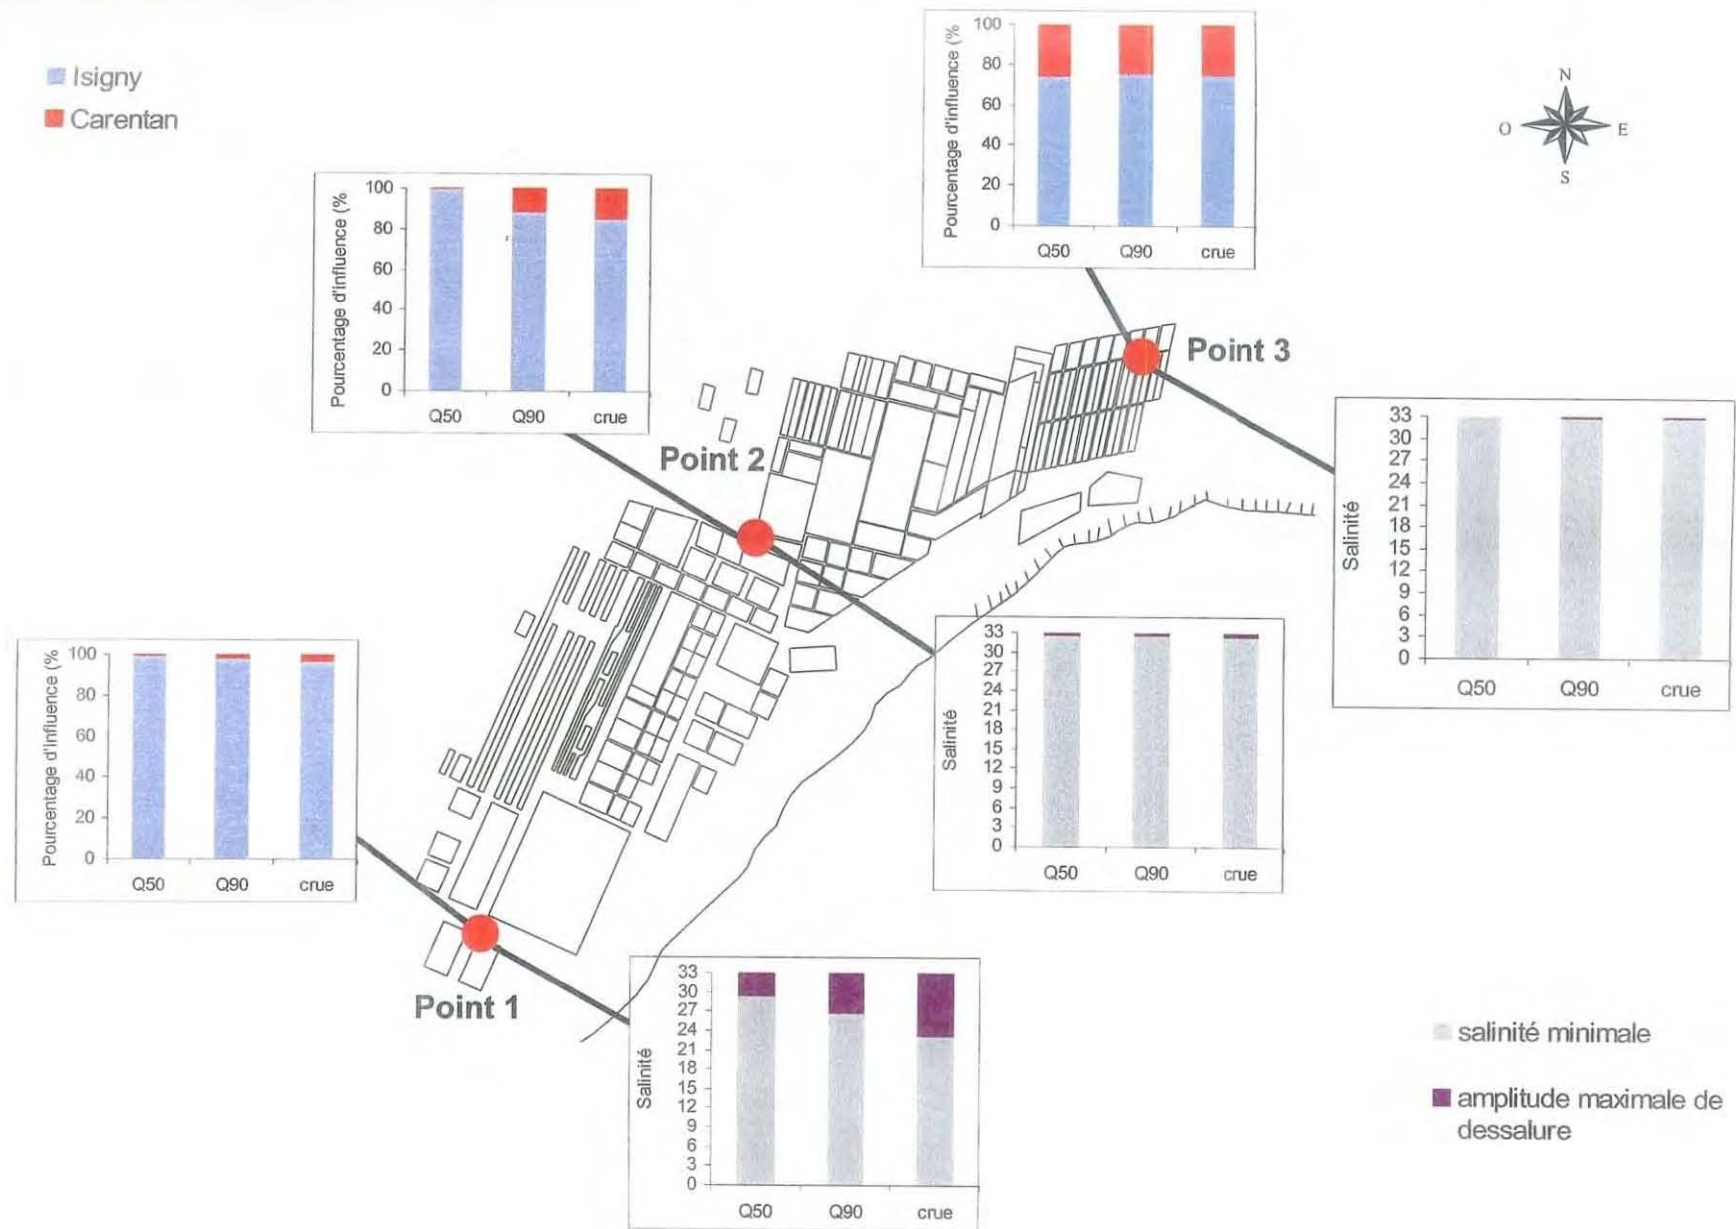 Isigny
Carentan
Pourcentage d'influence (%
100
80
60
40
20
0
Q50 Q90 crue
N
O E
S
Pourcentage d'influence (%
100
80
60
40
20
0
Q50 Q90 crue
Point 3
Point 2
Salinité
33
30
27
24
21
18
15
12
9
6
3
0
Q50 Q90 crue
Pourcentage d'influence (%
100
80
60
40
20
0
Q50 Q90 crue
Salinité
33
30
27
24
21
18
15
12
9
6
3
0
Q50 Q90 crue
Point 1
Salinité
33
30
27
24
21
18
15
12
9
6
3
0
Q50 Q90 crue
salinité minimale
amplitude maximale de
dessalure